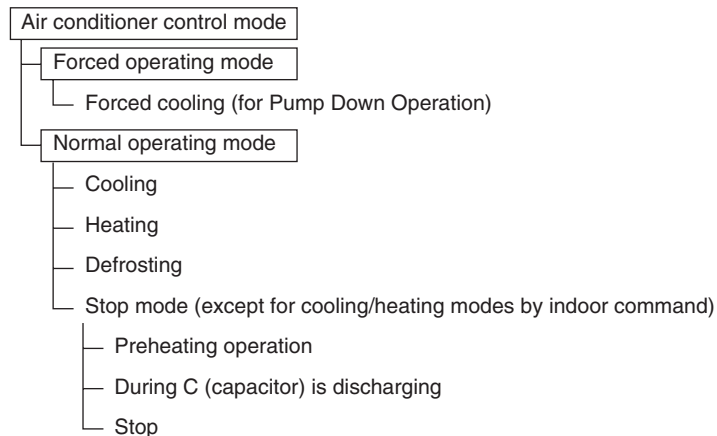 Air conditioner control mode
Forced operating mode
Forced cooling (for Pump Down Operation)
Normal operating mode
Cooling
Heating
Defrosting
Stop mode (except for cooling/heating modes by indoor command)
Preheating operation
During C (capacitor) is discharging
Stop